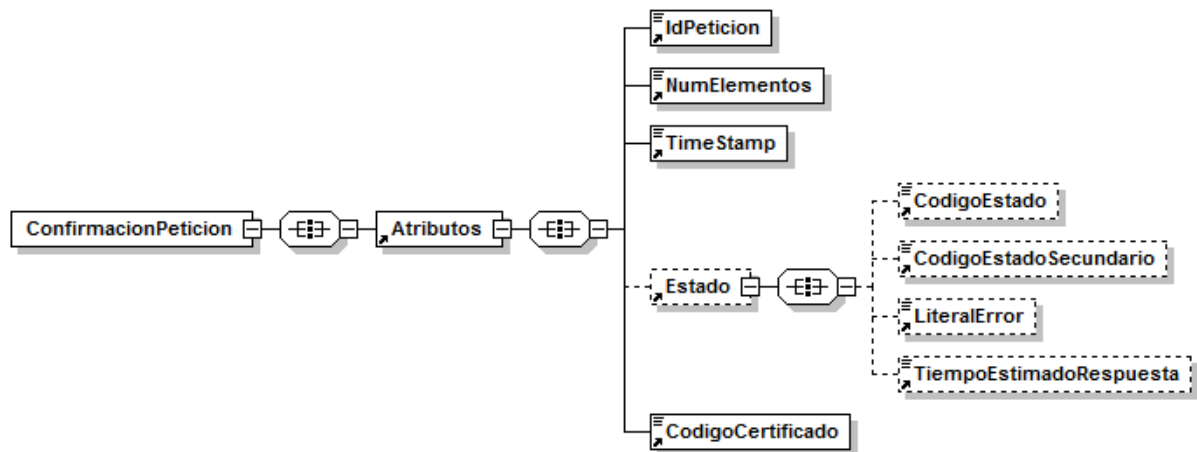 IdPeticion
NumElementos
TimeStamp
ConfirmacionPeticion
Atributos
Estado
CodigoEstado
CodigoEstadoSecundario
LiteralError
TiempoEstimadoRespuesta
CodigoCertificado